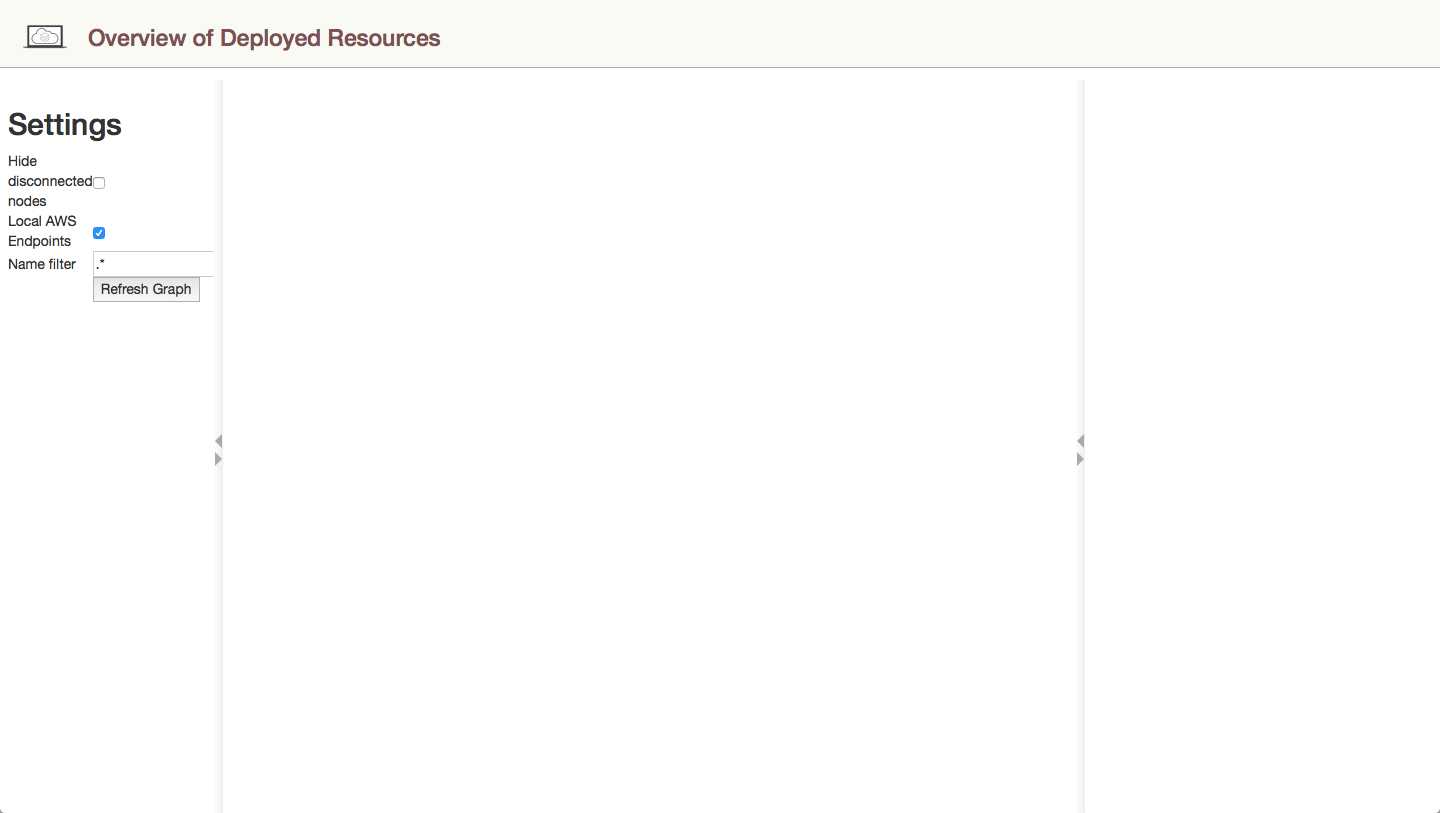 Overview of Deployed Resources
Settings
Hide
disconnected
nodes
Local AWS
Endpoints
Name filter .*
Refresh Graph